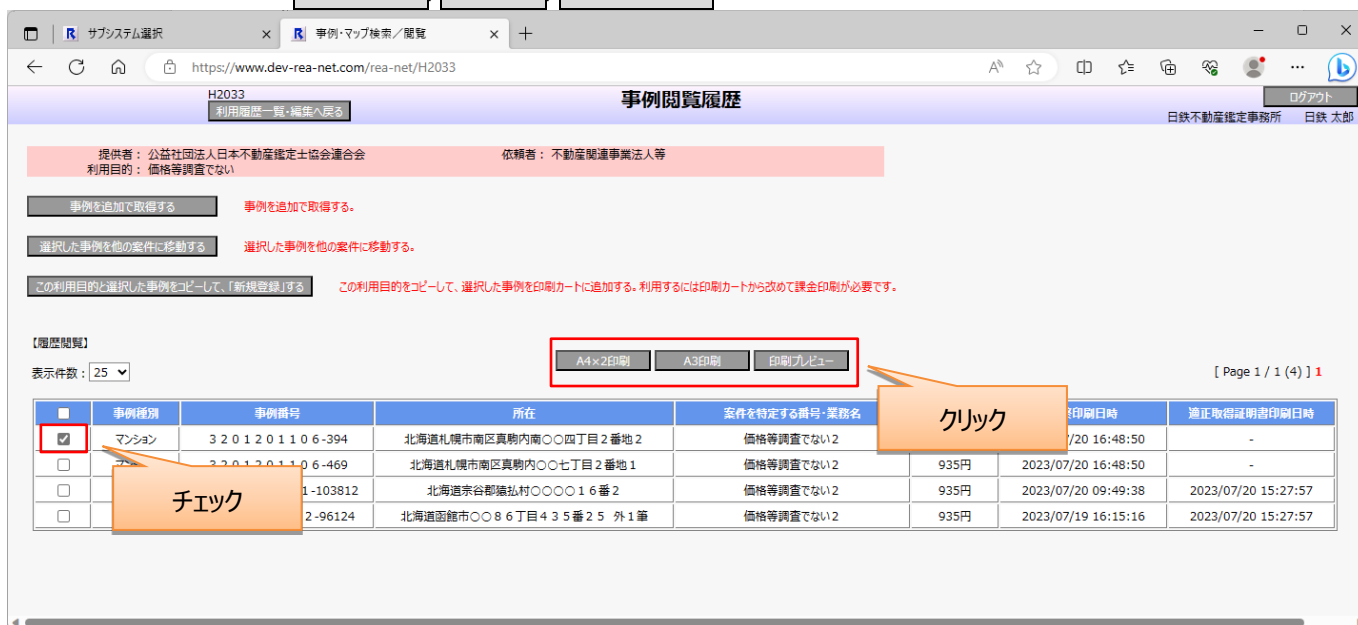 サブシステム選択
事例・マップ検索／閲覧
https://www.dev-rea-net.com/rea-net/H2033
H2033
利用履歴一覧・編集へ戻る
事例閲覧履歴
ログアウト
日鉄不動産鑑定事務所 日鉄 太郎
提供者： 公益社団法人日本不動産鑑定士協会連合会 依頼者： 不動産関連事業法人等
利用目的： 価格等調査でない
事例を追加で取得する 事例を追加で取得する。
選択した事例を他の案件に移動する 選択した事例を他の案件に移動する。
この利用目的と選択した事例をコピーして、「新規登録」する この利用目的をコピーして、選択した事例を印刷カートに追加する。利用するには印刷カートから改めて課金印刷が必要です。
【履歴閲覧】
A4×2印刷 A3印刷 印刷プレビュー
表示件数： 25
[ Page 1 / 1 (4) ] 1
クリック
事例種別 事例番号 所在 案件を特定する番号・業務名 印刷日時 適正取得証明書印刷日時
マンション 3201201106-394 北海道札幌市南区真駒内南○○四丁目２番地２ 価格等調査でない2 /20 16:48:50 -
3201201106-469 北海道札幌市南区真駒内○○七丁目２番地１ 価格等調査でない2 935円 2023/07/20 16:48:50 -
チェック
1-103812 北海道宗谷郡猿払村○○○○１６番２ 価格等調査でない2 935円 2023/07/20 09:49:38 2023/07/20 15:27:57
2-96124 北海道函館市○○８６丁目４３５番２５ 外１筆 価格等調査でない2 935円 2023/07/19 16:15:16 2023/07/20 15:27:57